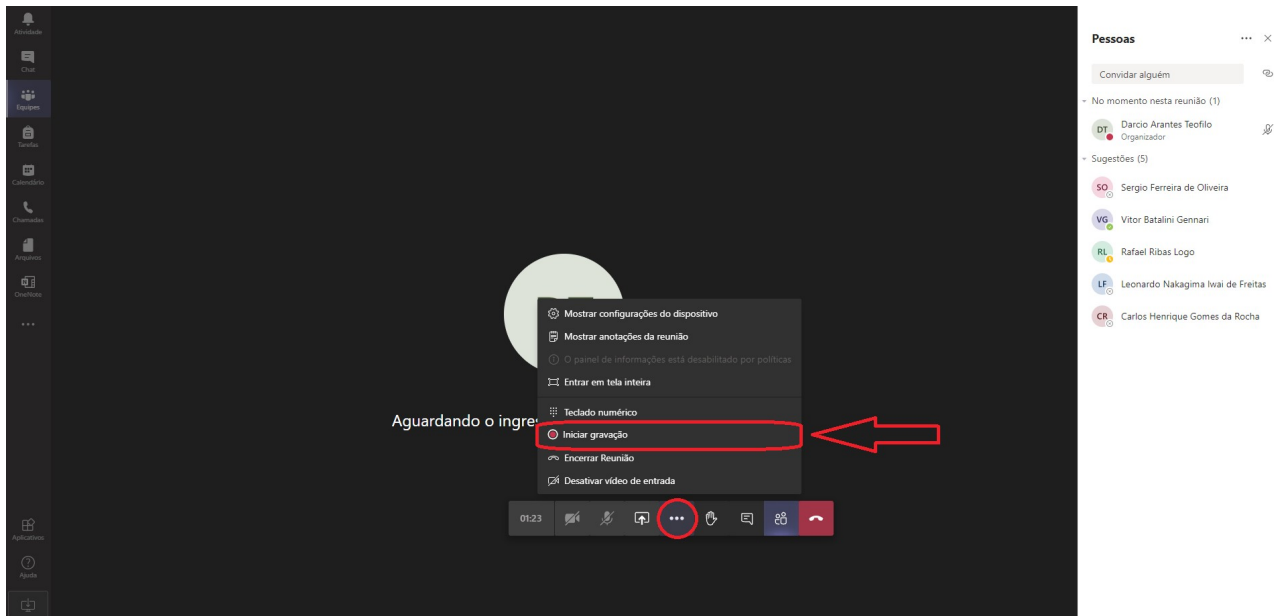 Atividade
Chat
Equipes
Tarefas
Calendário
Chamadas
Arquivos
OneNote
Aplicativos
Ajuda
Aguardando o ingre
Mostrar configurações do dispositivo
Mostrar anotações da reunião
O painel de informações está desabilitado por políticas
Entrar em tela inteira
Teclado numérico
Iniciar gravação
Encerrar Reunião
Desativar vídeo de entrada
01:23
Pessoas
Convidar alguém
No momento nesta reunião (1)
DT
Darcio Arantes Teofilo
Organizador
Sugestões (5)
SO Sergio Ferreira de Oliveira
VG Vitor Batalini Gennari
RL Rafael Ribas Logo
LF Leonardo Nakagima Iwai de Freitas
CR Carlos Henrique Gomes da Rocha